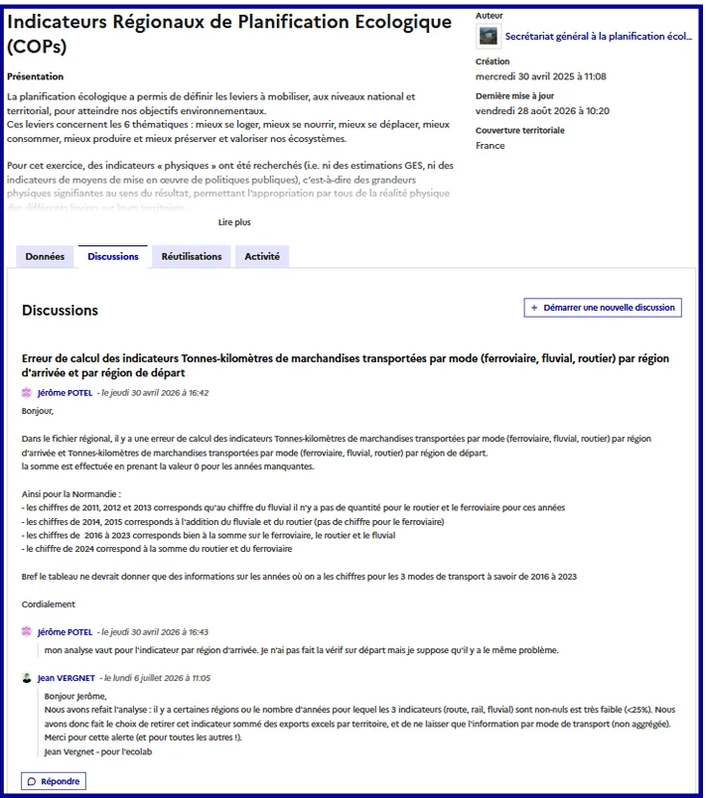 Indicateurs Régionaux de Planification Ecologique
(COPs)
Présentation
La planification écologique a permis de définir les leviers à mobiliser, aux niveaux national et
territorial, pour atteindre nos objectifs environnementaux.
Ces leviers concernent les 6 thématiques : mieux se loger, mieux se nourrir, mieux se déplacer, mieux
consommer, mieux produire et mieux préserver et valoriser nos écosystèmes.
Pour cet exercice, des indicateurs « physiques » ont été recherchés (i.e. ni des estimations GES, ni des
indicateurs de moyens de mise en œuvre de politiques publiques), c'est-à-dire des grandeurs
physiques signifiantes au sens du résultat, permettant l'appropriation par tous de la réalité physique
des différents leviers sur leurs territoires.
Lire plus
Auteur
Secrétariat général à la planification écol...
Création
mercredi 30 avril 2025 à 11:08
Dernière mise à jour
vendredi 28 août 2026 à 10:20
Couverture territoriale
France
Données
Discussions
Réutilisations
Activité
Discussions
+ Démarrer une nouvelle discussion
Erreur de calcul des indicateurs Tonnes-kilomètres de marchandises transportées par mode (ferroviaire, fluvial, routier) par région
d'arrivée et par région de départ
Jérôme POTEL - le jeudi 30 avril 2026 à 16:42
Bonjour,
Dans le fichier régional, il y a une erreur de calcul des indicateurs Tonnes-kilomètres de marchandises transportées par mode (ferroviaire, fluvial, routier) par région
d'arrivée et Tonnes-kilomètres de marchandises transportées par mode (ferroviaire, fluvial, routier) par région de départ.
la somme est effectuée en prenant la valeur 0 pour les années manquantes.
Ainsi pour la Normandie :
- les chiffres de 2011, 2012 et 2013 corresponds qu'au chiffre du fluvial il n'y a pas de quantité pour le routier et le ferroviaire pour ces années
- les chiffres de 2014, 2015 corresponds à l'addition du fluviale et du routier (pas de chiffre pour le ferroviaire)
- les chiffres de 2016 à 2023 corresponds bien à la somme sur le ferroviaire, le routier et le fluvial
- le chiffre de 2024 correspond à la somme du routier et du ferroviaire
Bref le tableau ne devrait donner que des informations sur les années où on a les chiffres pour les 3 modes de transport à savoir de 2016 à 2023
Cordialement
Jérôme POTEL - le jeudi 30 avril 2026 à 16:43
mon analyse vaut pour l'indicateur par région d'arrivée. Je n'ai pas fait la vérif sur départ mais je suppose qu'il y a le même problème.
Jean VERGNET - le lundi 6 juillet 2026 à 11:05
Bonjour Jerôme,
Nous avons refait l'analyse : il y a certaines régions ou le nombre d'années pour lequel les 3 indicateurs (route, rail, fluvial) sont non-nuls est très faible (<25%). Nous
avons donc fait le choix de retirer cet indicateur sommé des exports excels par territoire, et de ne laisser que l'information par mode de transport (non aggrégée).
Merci pour cette alerte (et pour toutes les autres !).
Jean Vergnet - pour l'ecolab
Répondre